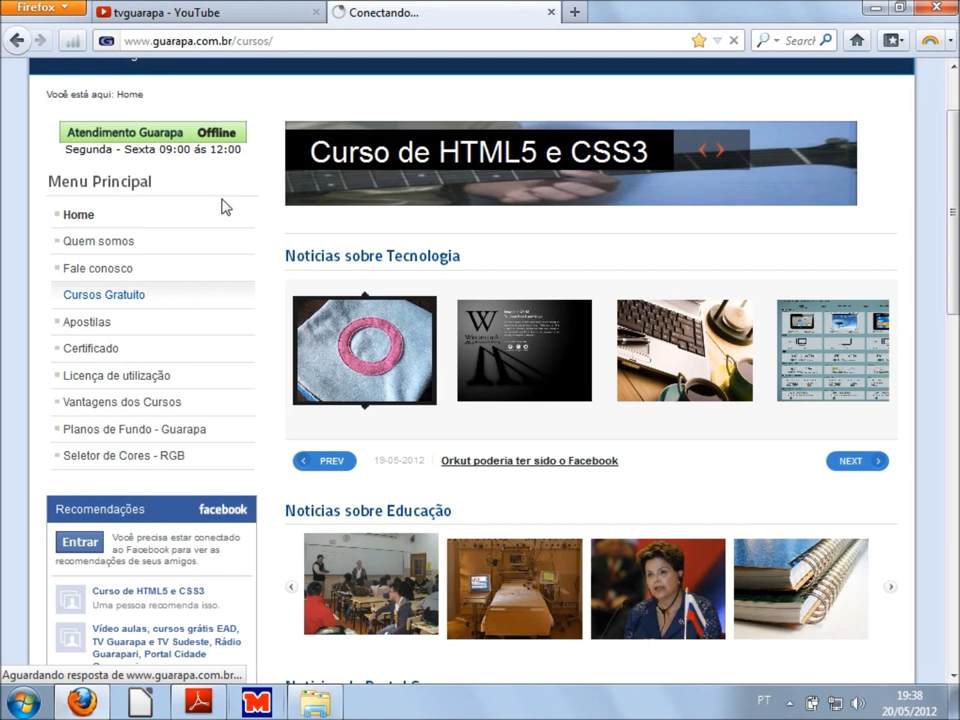 Firefox
tvguarapa - YouTube
Conectando...
www.guarapa.com.br/cursos/
Search
Você está aqui: Home
Atendimento Guarapa Offline
Segunda - Sexta 09:00 ás 12:00
Menu Principal
Home
Quem somos
Fale conosco
Cursos Gratuito
Apostilas
Certificado
Licença de utilização
Vantagens dos Cursos
Planos de Fundo - Guarapa
Seletor de Cores - RGB
Recomendações facebook
Entrar
Você precisa estar conectado
ao Facebook para ver as
recomendações de seus amigos.
Curso de HTML5 e CSS3
Uma pessoa recomenda isso.
Vídeo aulas, cursos grátis EAD,
TV Guarapa e TV Sudeste, Rádio
Guarapari, Portal Cidade
Curso de HTML5 e CSS3 < >
Noticias sobre Tecnologia
W
PREV
19-05-2012
Orkut poderia ter sido o Facebook
NEXT
Noticias sobre Educação
Aguardando resposta de www.guarapa.com.br...
PT
19:38
20/05/2012